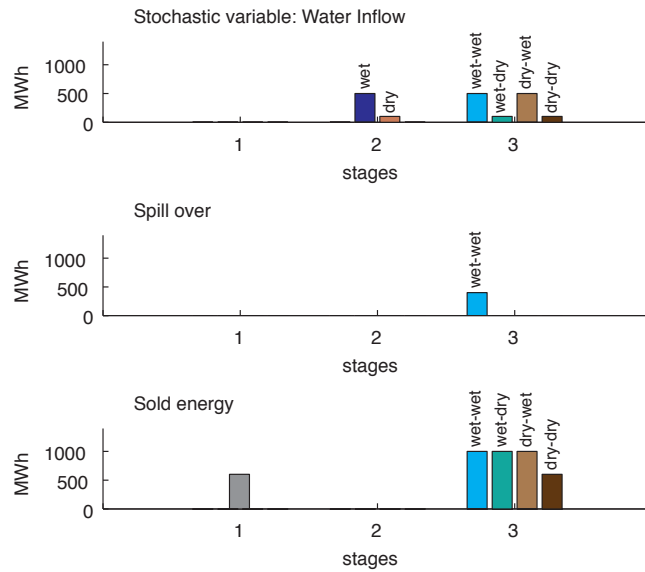 Stochastic variable: Water Inflow
MWh
1000
500
0
wet
dry
wet-wet
wet-dry
dry-wet
dry-dry
1
2
3
stages
Spill over
MWh
1000
500
0
wet-wet
1
2
3
stages
Sold energy
MWh
1000
500
0
wet-wet
wet-dry
dry-wet
dry-dry
1
2
3
stages